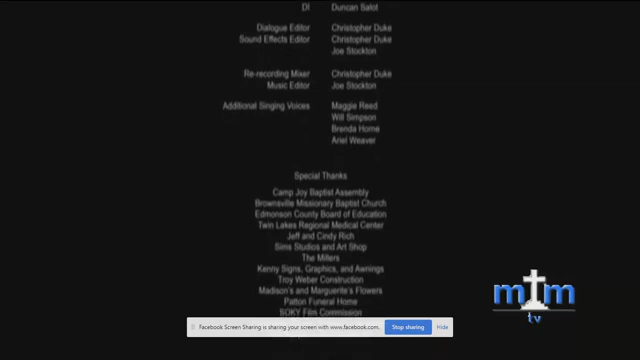 DI Duncan Salot
Dialogue Editor Christopher Duke
Sound Effects Editor Christopher Duke
Joe Stockton
Re-recording Mixer Christopher Duke
Music Editor Joe Stockton
Additional Singing Voices Maggie Reed
Will Simpson
Brenda Home
Ariel Weaver
Special Thanks
Camp Joy Baptist Assembly
Brownsville Missionary Baptist Church
Edmonson County Board of Education
Twin Lakes Regional Medical Center
Jeff and Cindy Rich
Sims Studios and Art Shop
The Millers
Kenny Signs, Graphics, and Awnings
Troy Weber Construction
Madison's and Marguerite's Flowers
Patton Funeral Home
SOKY Film Commission
Facebook Screen Sharing is sharing your screen with www.facebook.com. Stop sharing Hide
mtm
tv